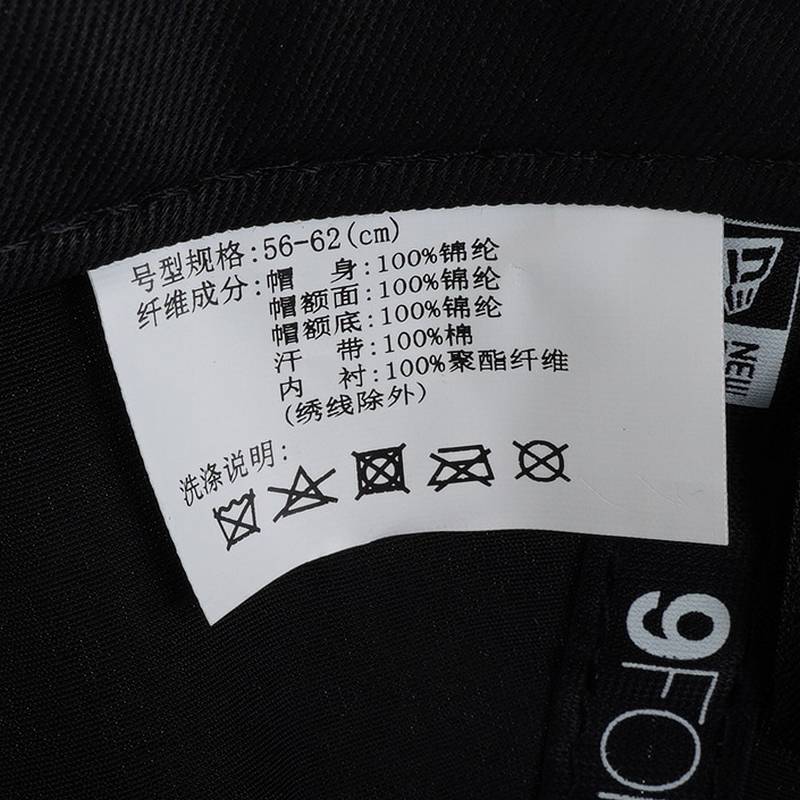 号型规格:56-62(cm)
纤维成分:帽 身:100%锦纶
帽额面:100%锦纶
帽额底:100%锦纶
汗 带:100%棉
内 衬:100%聚酯纤维
(绣线除外)
洗涤说明:
NEW
9FO